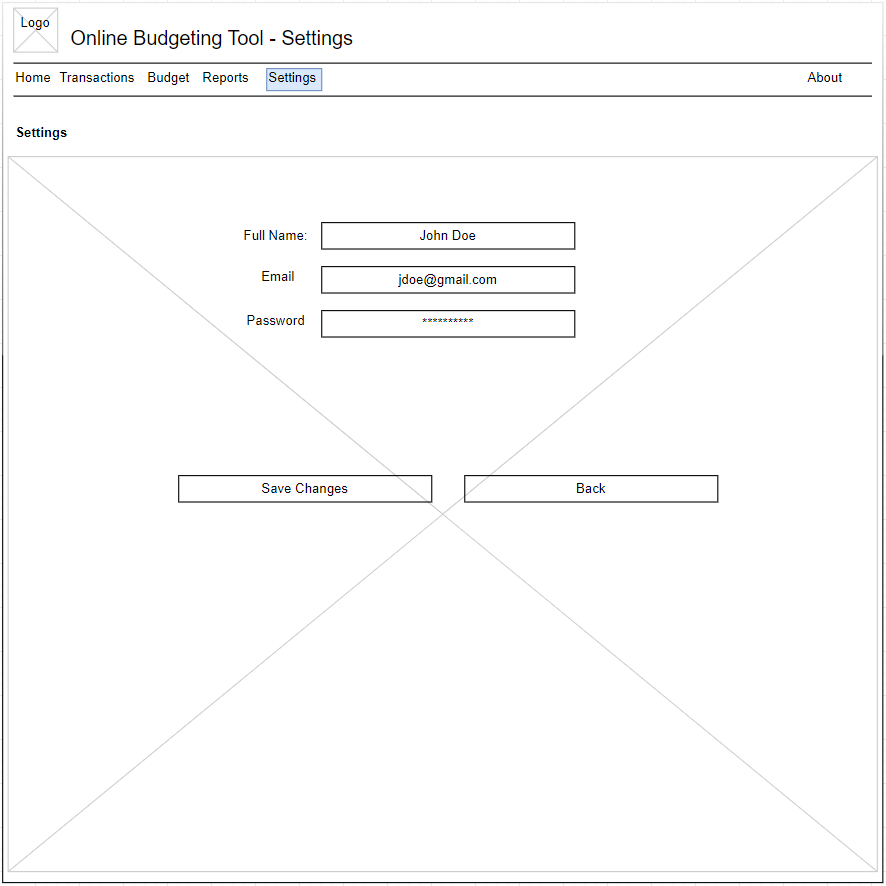 Logo
Online Budgeting Tool - Settings
Home Transactions Budget Reports Settings About
Settings
Full Name: John Doe
Email jdoe@gmail.com
Password **********
Save Changes Back